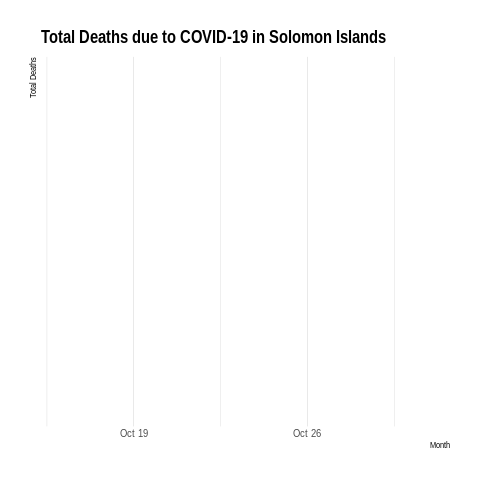 Total Deaths due to COVID-19 in Solomon Islands
Total Deaths
Oct 19
Oct 26
Month